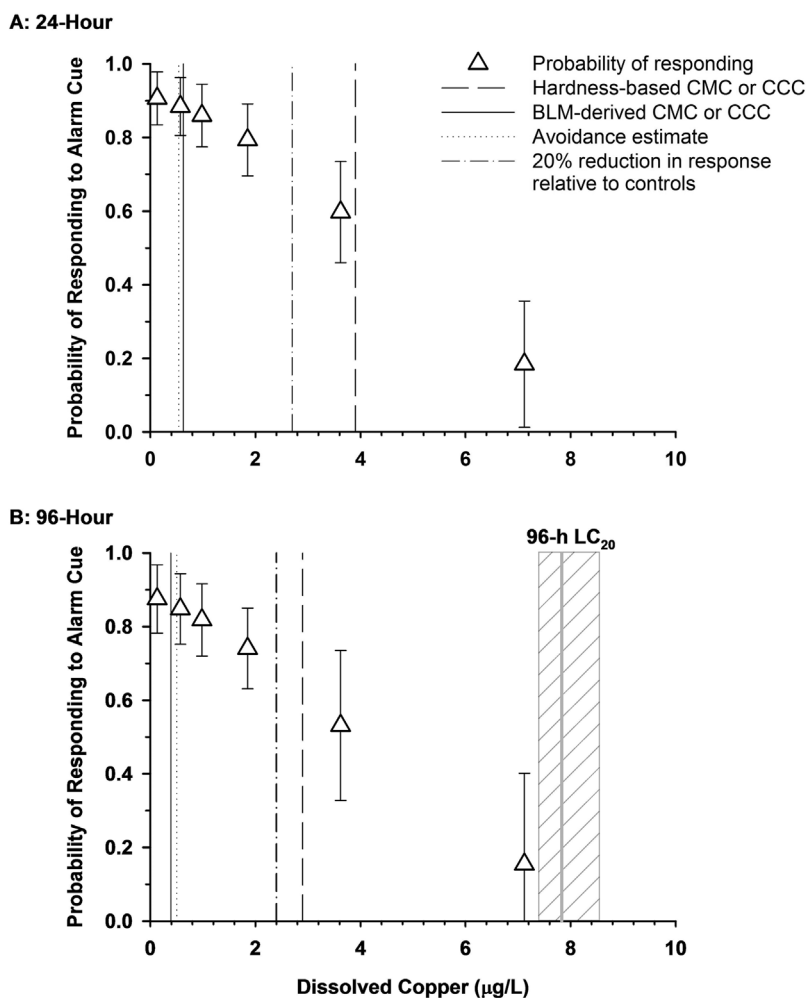 A: 24-Hour
Probability of Responding to Alarm Cue
1.0
0.8
0.6
0.4
0.2
0.0
0 2 4 6 8 10
Probability of responding
Hardness-based CMC or CCC
BLM-derived CMC or CCC
Avoidance estimate
20% reduction in response
relative to controls
B: 96-Hour
96-h LC20
Probability of Responding to Alarm Cue
1.0
0.8
0.6
0.4
0.2
0.0
0 2 4 6 8 10
Dissolved Copper (μg/L)